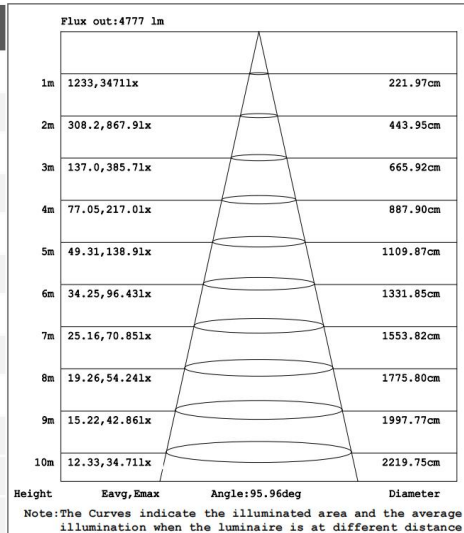 Flux out:4777 lm
1m 1233,3471lx 221.97cm
2m 308.2,867.9lx 443.95cm
3m 137.0,385.7lx 665.92cm
4m 77.05,217.0lx 887.90cm
5m 49.31,138.9lx 1109.87cm
6m 34.25,96.43lx 1331.85cm
7m 25.16,70.85lx 1553.82cm
8m 19.26,54.24lx 1775.80cm
9m 15.22,42.86lx 1997.77cm
10m 12.33,34.71lx 2219.75cm
Height Eavg,Emax Angle:95.96deg Diameter
Note:The Curves indicate the illuminated area and the average
illumination when the luminaire is at different distance